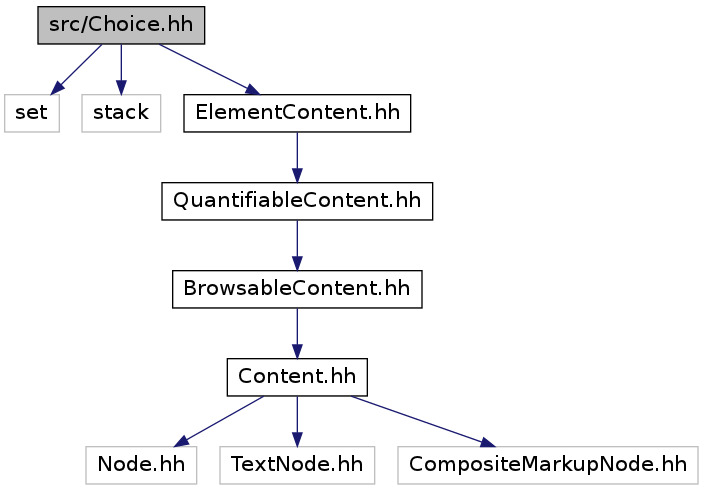 src/Choice.hh
set
stack
ElementContent.hh
QuantifiableContent.hh
BrowsableContent.hh
Content.hh
Node.hh
TextNode.hh
CompositeMarkupNode.hh